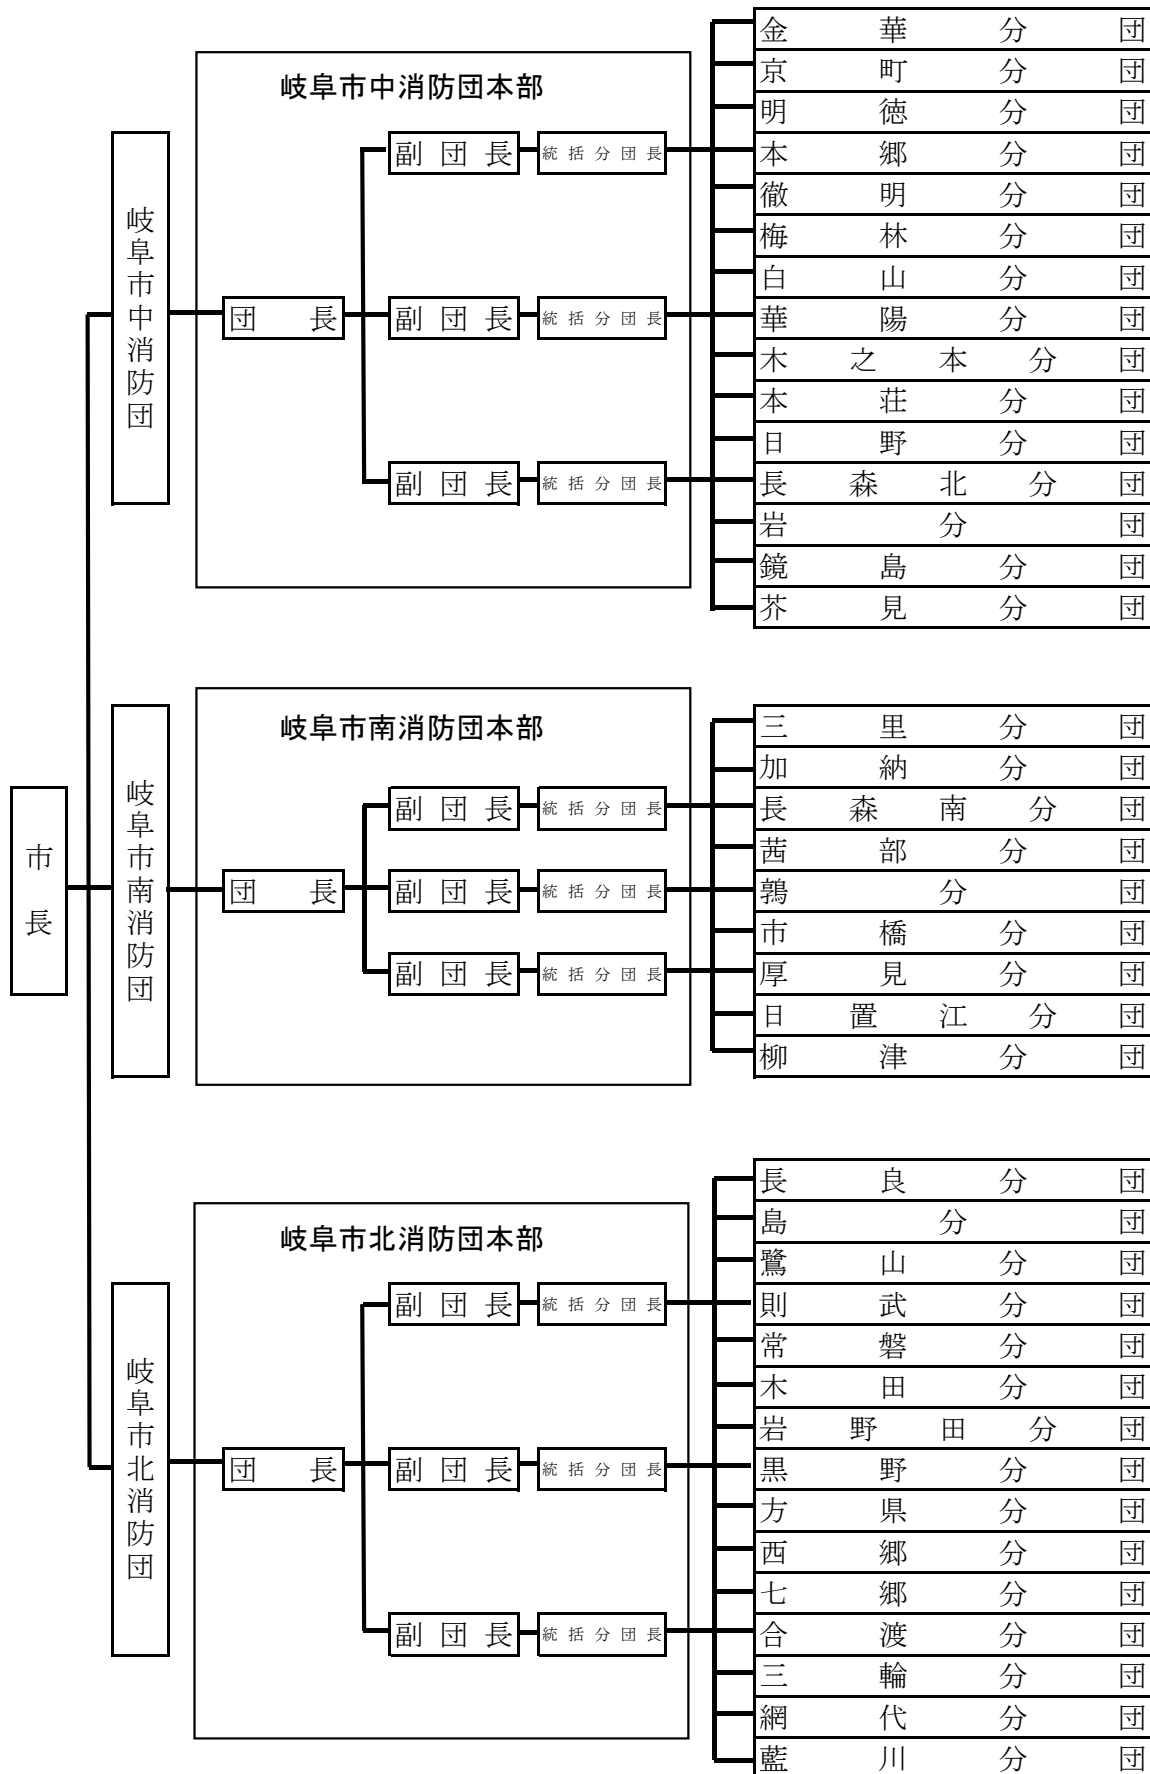 市長
岐阜市中消防団
岐阜市中消防団本部
団長
副団長
統括分団長
副団長
統括分団長
副団長
統括分団長
金華分団
京町分団
明徳分団
本郷分団
徹明分団
梅林分団
白山分団
華陽分団
木之本分団
本荘分団
日野分団
長森北分団
岩分団
鏡島分団
芥見分団
岐阜市南消防団
岐阜市南消防団本部
団長
副団長
統括分団長
副団長
統括分団長
副団長
統括分団長
三里分団
加納分団
長森南分団
茜部分団
鶉分団
市橋分団
厚見分団
日置江分団
柳津分団
岐阜市北消防団
岐阜市北消防団本部
団長
副団長
統括分団長
副団長
統括分団長
副団長
統括分団長
長良分団
島分団
鷺山分団
則武分団
常磐分団
木田分団
岩野田分団
黒野分団
方県分団
西郷分団
七郷分団
合渡分団
三輪分団
網代分団
藍川分団